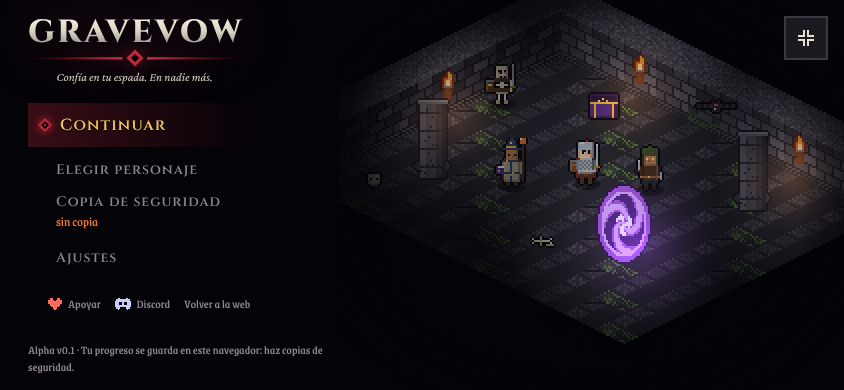 GRAVEVOW
Confía en tu espada. En nadie más.
Continuar
Elegir personaje
Copia de seguridad
sin copia
Ajustes
Apoyar Discord Volver a la web
Alpha v0.1 · Tu progreso se guarda en este navegador: haz copias de
seguridad.